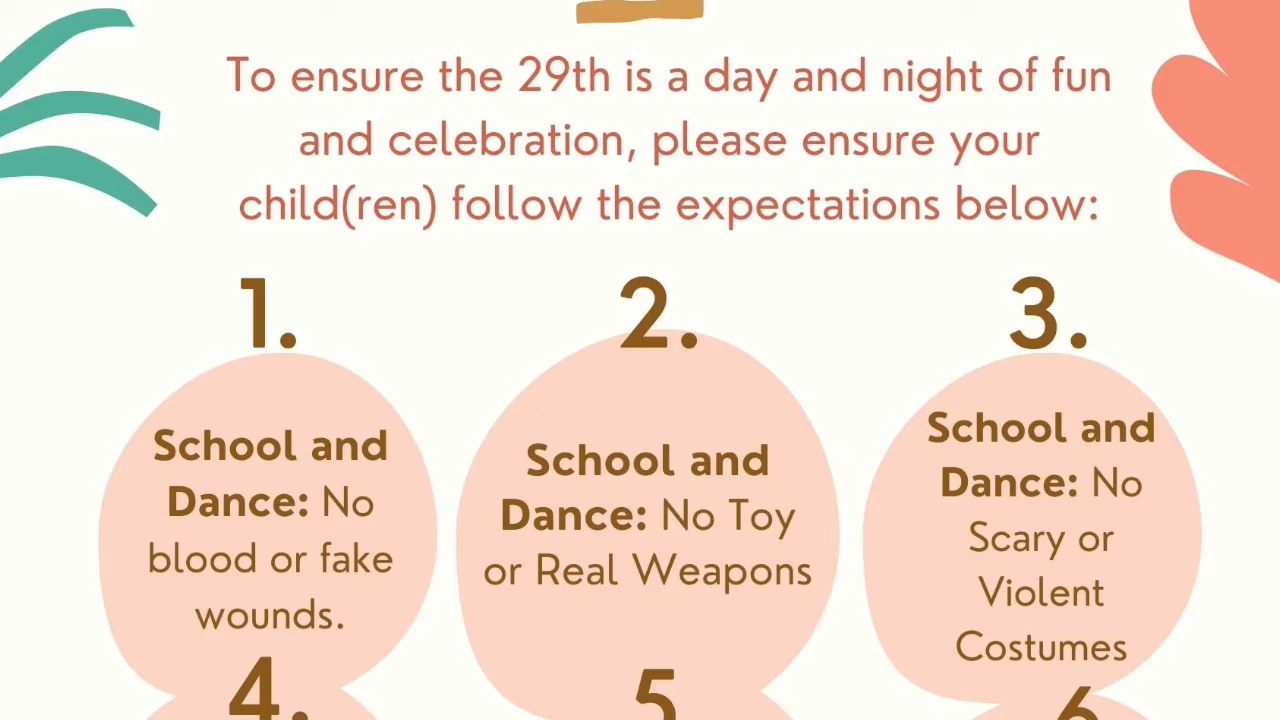 To ensure the 29th is a day and night of fun
and celebration, please ensure your
child(ren) follow the expectations below:
1.
School and
Dance: No
blood or fake
wounds.
2.
School and
Dance: No Toy
or Real Weapons
3.
School and
Dance: No
Scary or
Violent
Costumes
4.
5
6